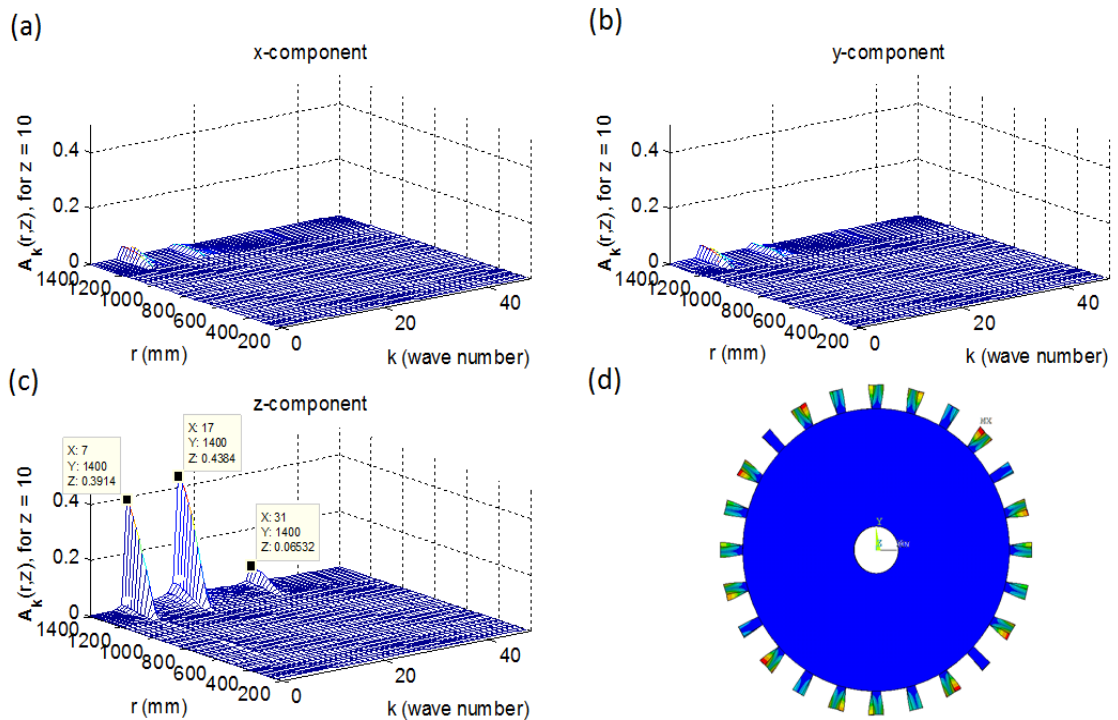 (a)
x-component
A_k(r,z), for z = 10
0.4
0.2
0
1400
1200
1000
800
600
400
200
r (mm)
0
20
40
k (wave number)
(b)
y-component
A_k(r,z), for z = 10
0.4
0.2
0
1400
1200
1000
800
600
400
200
r (mm)
0
20
40
k (wave number)
(c)
z-component
A_k(r,z), for z = 10
0.4
0.2
0
X: 7
Y: 1400
Z: 0.3914
X: 17
Y: 1400
Z: 0.4384
X: 31
Y: 1400
Z: 0.06532
1400
1200
1000
800
600
400
200
r (mm)
0
20
40
k (wave number)
(d)
MX
Y